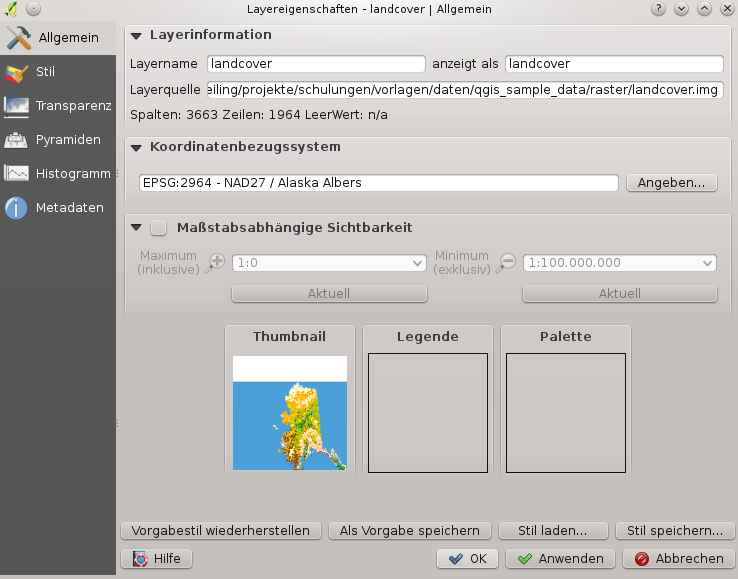 Layereigenschaften - landcover | Allgemein
Allgemein
Stil
Transparenz
Pyramiden
Histogramm
Metadaten
Layerinformation
Layername landcover anzeigt als landcover
Layerquelle eiling/projekte/schulungen/vorlagen/daten/qgis_sample_data/raster/landcover.img
Spalten: 3663 Zeilen: 1964 LeerWert: n/a
Koordinatenbezugssystem
EPSG:2964 - NAD27 / Alaska Albers Angeben...
Maßstabsabhängige Sichtbarkeit
Maximum (inklusive) 1:0 Minimum (exklusiv) 1:100.000.000
Aktuell Aktuell
Thumbnail Legende Palette
Vorgabestil wiederherstellen Als Vorgabe speichern Stil laden... Stil speichern...
Hilfe OK Anwenden Abbrechen